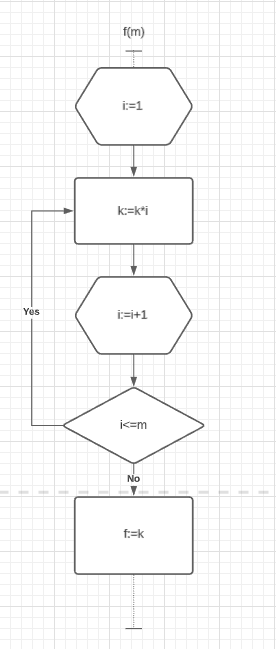 f(m)
i:=1
k:=k*i
Yes
i:=i+1
i<=m
No
f:=k